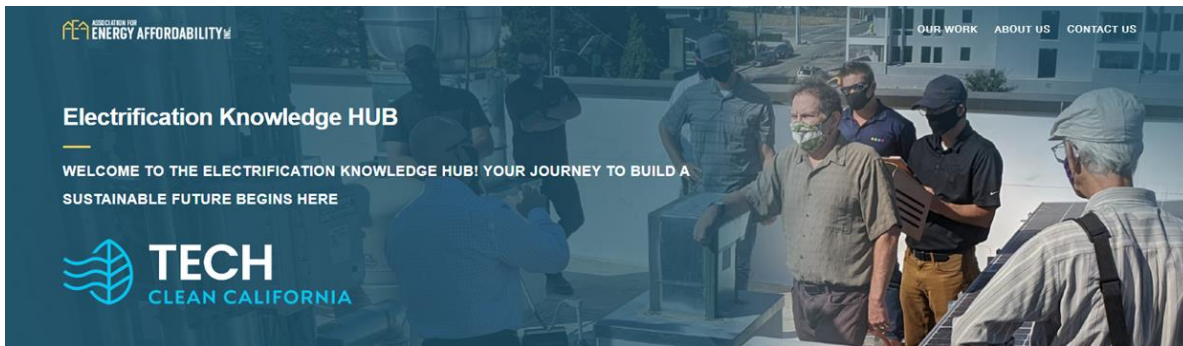 AEA ASSOCIATION FOR
ENERGY AFFORDABILITY INC
OUR WORK ABOUT US CONTACT US
Electrification Knowledge HUB
WELCOME TO THE ELECTRIFICATION KNOWLEDGE HUB! YOUR JOURNEY TO BUILD A
SUSTAINABLE FUTURE BEGINS HERE
TECH
CLEAN CALIFORNIA